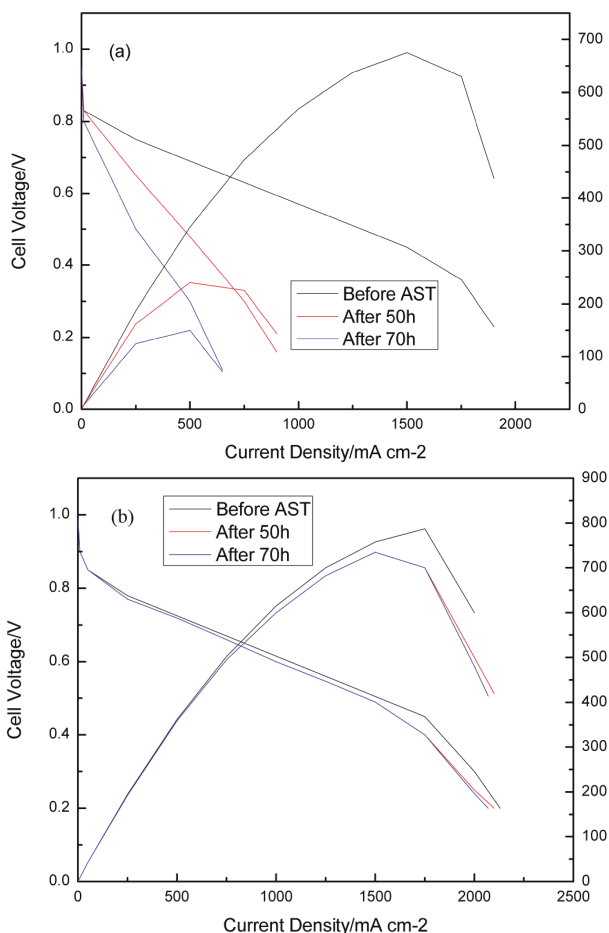 (a)
Cell Voltage/V
1.0
0.8
0.6
0.4
0.2
0.0
700
600
500
400
300
200
100
0
Before AST
After 50h
After 70h
0 500 1000 1500 2000
Current Density/mA cm-2
(b)
Cell Voltage/V
1.0
0.8
0.6
0.4
0.2
0.0
900
800
700
600
500
400
300
200
100
0
Before AST
After 50h
After 70h
0 500 1000 1500 2000 2500
Current Density/mA cm-2